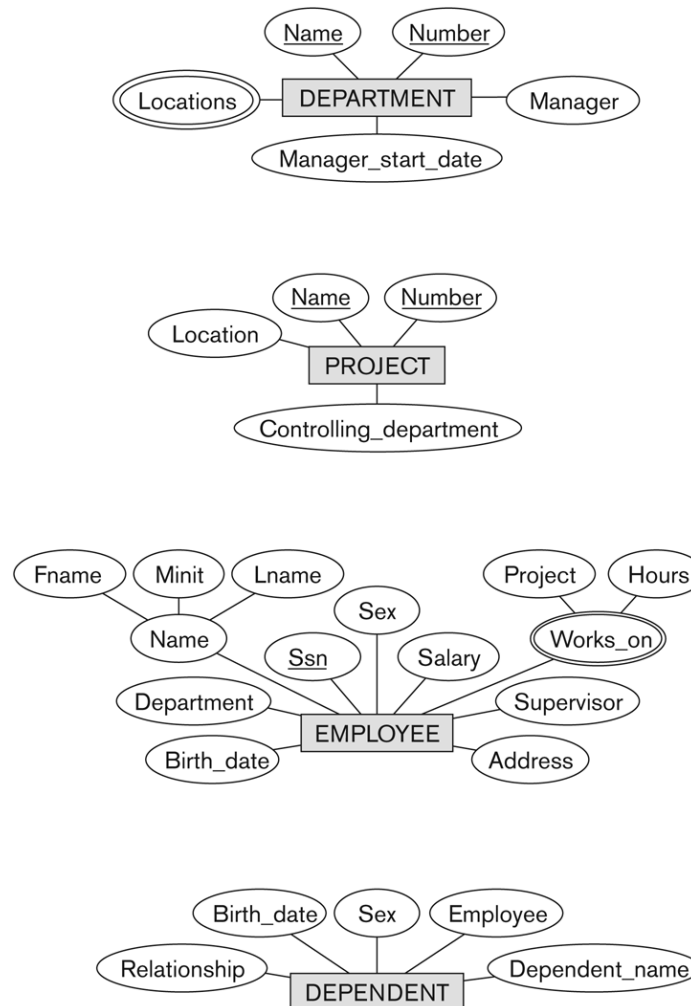 Name Number
Locations DEPARTMENT Manager
Manager_start_date
Name Number
Location
PROJECT
Controlling_department
Fname Minit Lname Project Hours
Sex
Name Works_on
Ssn Salary
Department Supervisor
EMPLOYEE
Birth_date Address
Birth_date Sex Employee
Relationship Dependent_name
DEPENDENT